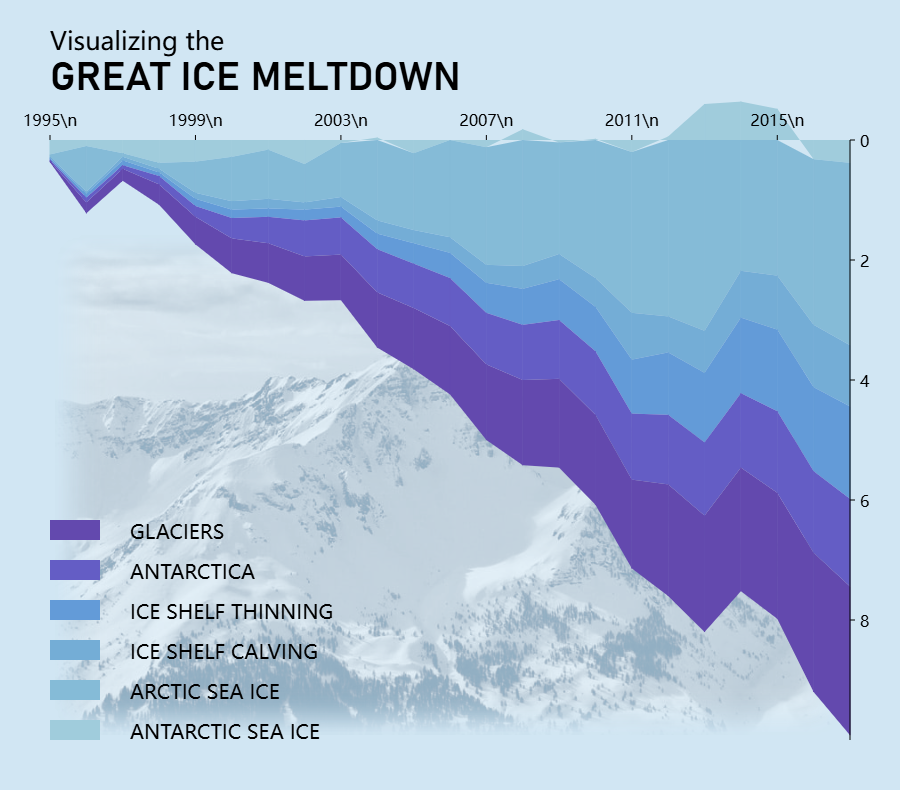 Visualizing the
GREAT ICE MELTDOWN
1995\n 1999\n 2003\n 2007\n 2011\n 2015\n
0
2
4
6
8
GLACIERS
ANTARCTICA
ICE SHELF THINNING
ICE SHELF CALVING
ARCTIC SEA ICE
ANTARCTIC SEA ICE